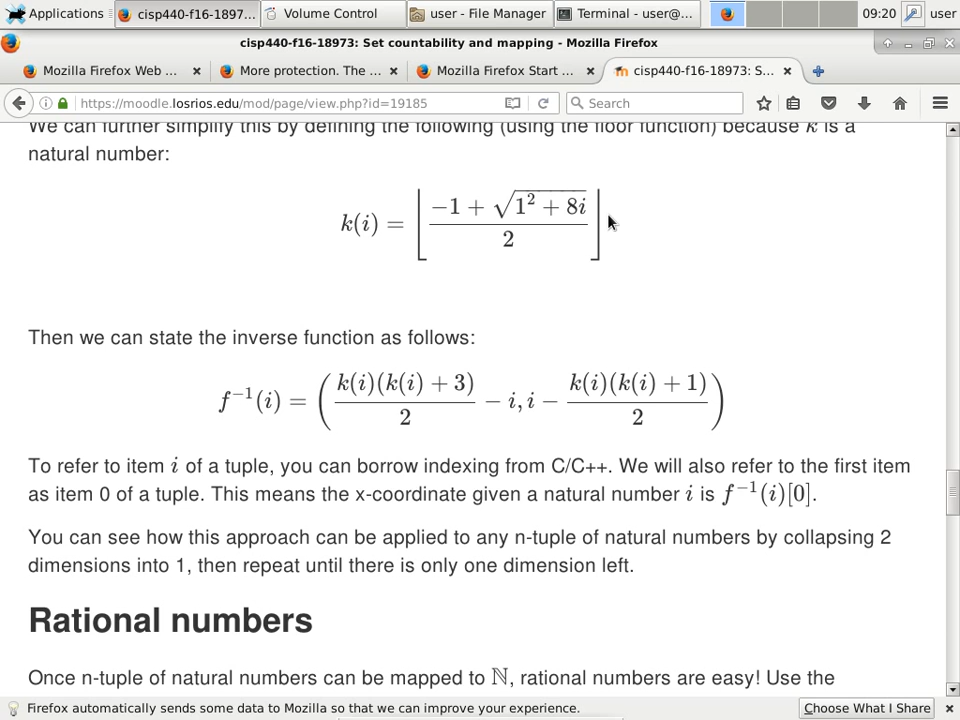 Applications cisp440-f16-1897... Volume Control user - File Manager Terminal - user@... 09:20 user
cisp440-f16-18973: Set countability and mapping - Mozilla Firefox
Mozilla Firefox Web ... More protection. The ... Mozilla Firefox Start ... cisp440-f16-18973: S...
https://moodle.losrios.edu/mod/page/view.php?id=19185 Search
We can further simplify this by defining the following (using the floor function) because k is a
natural number:
k(i) = ⌊(−1 + √(1² + 8i)) / 2⌋
Then we can state the inverse function as follows:
f⁻¹(i) = (k(i)(k(i) + 3) / 2 − i, i − k(i)(k(i) + 1) / 2)
To refer to item i of a tuple, you can borrow indexing from C/C++. We will also refer to the first item
as item 0 of a tuple. This means the x-coordinate given a natural number i is f⁻¹(i)[0].
You can see how this approach can be applied to any n-tuple of natural numbers by collapsing 2
dimensions into 1, then repeat until there is only one dimension left.
Rational numbers
Once n-tuple of natural numbers can be mapped to ℕ, rational numbers are easy! Use the
Firefox automatically sends some data to Mozilla so that we can improve your experience. Choose What I Share